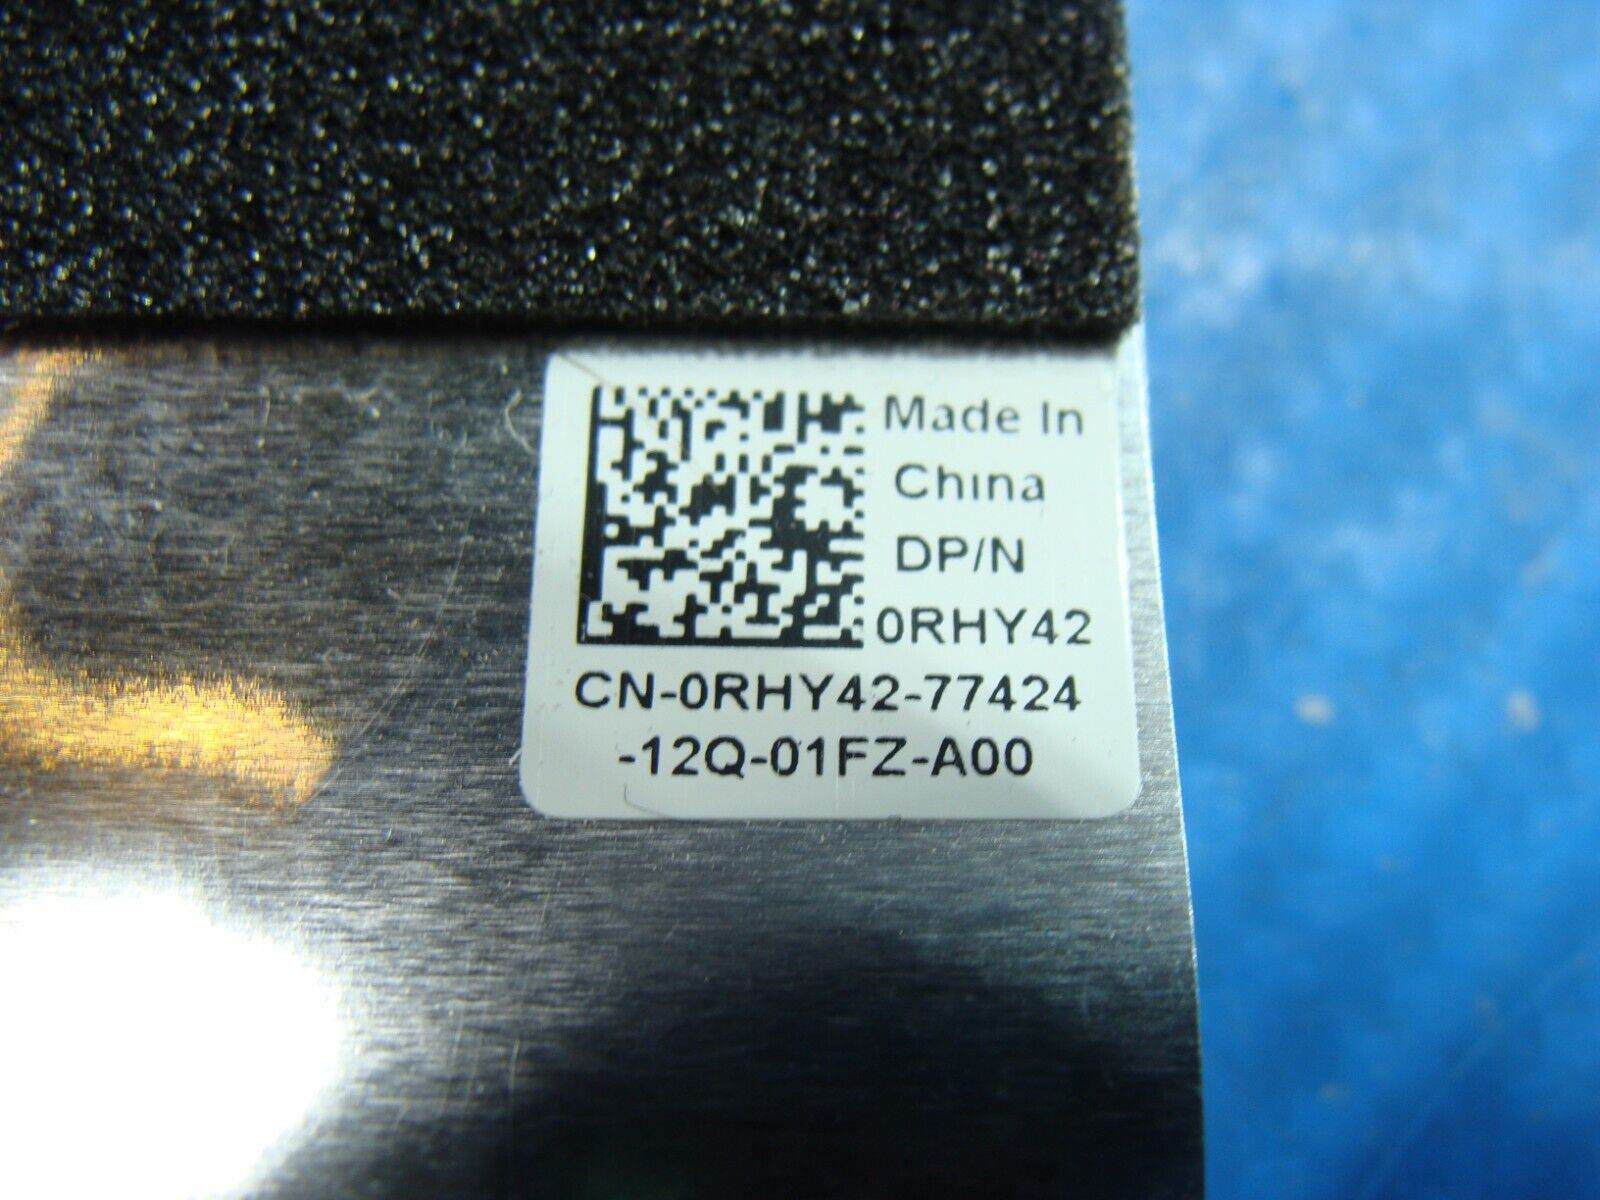 Made In
China
DP/N
0RHY42
CN-0RHY42-77424
-12Q-01FZ-A00